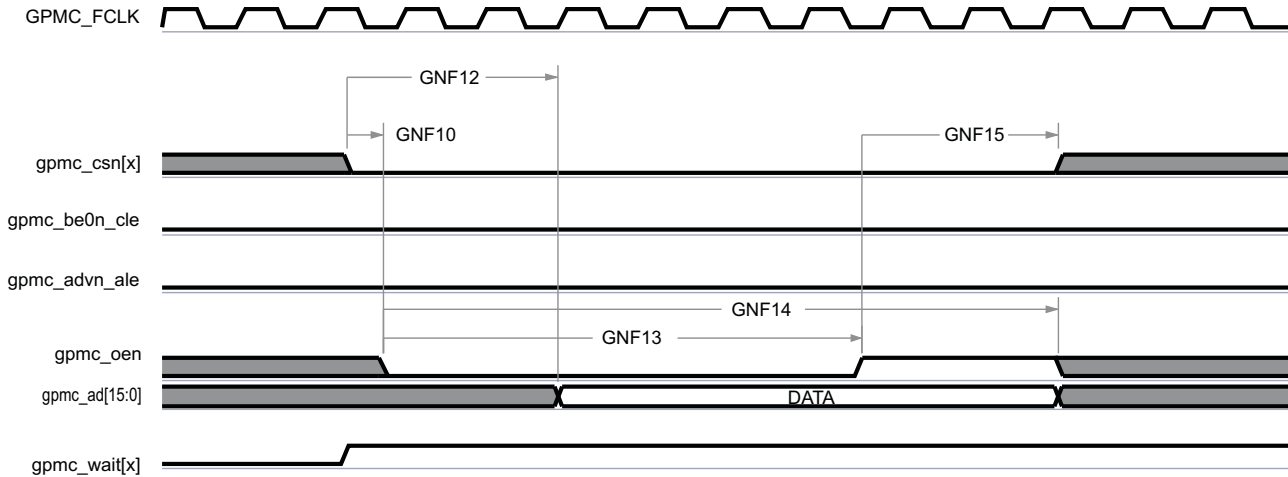 GPMC_FCLK
GNF12
GNF10
GNF15
gpmc_csn[x]
gpmc_be0n_cle
gpmc_advn_ale
GNF14
GNF13
gpmc_oen
gpmc_ad[15:0]
DATA
gpmc_wait[x]